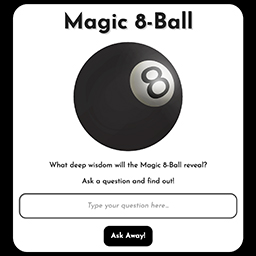 Magic 8-Ball
8
What deep wisdom will the Magic 8-Ball reveal?
Ask a question and find out!
Type your question here...
Ask Away!